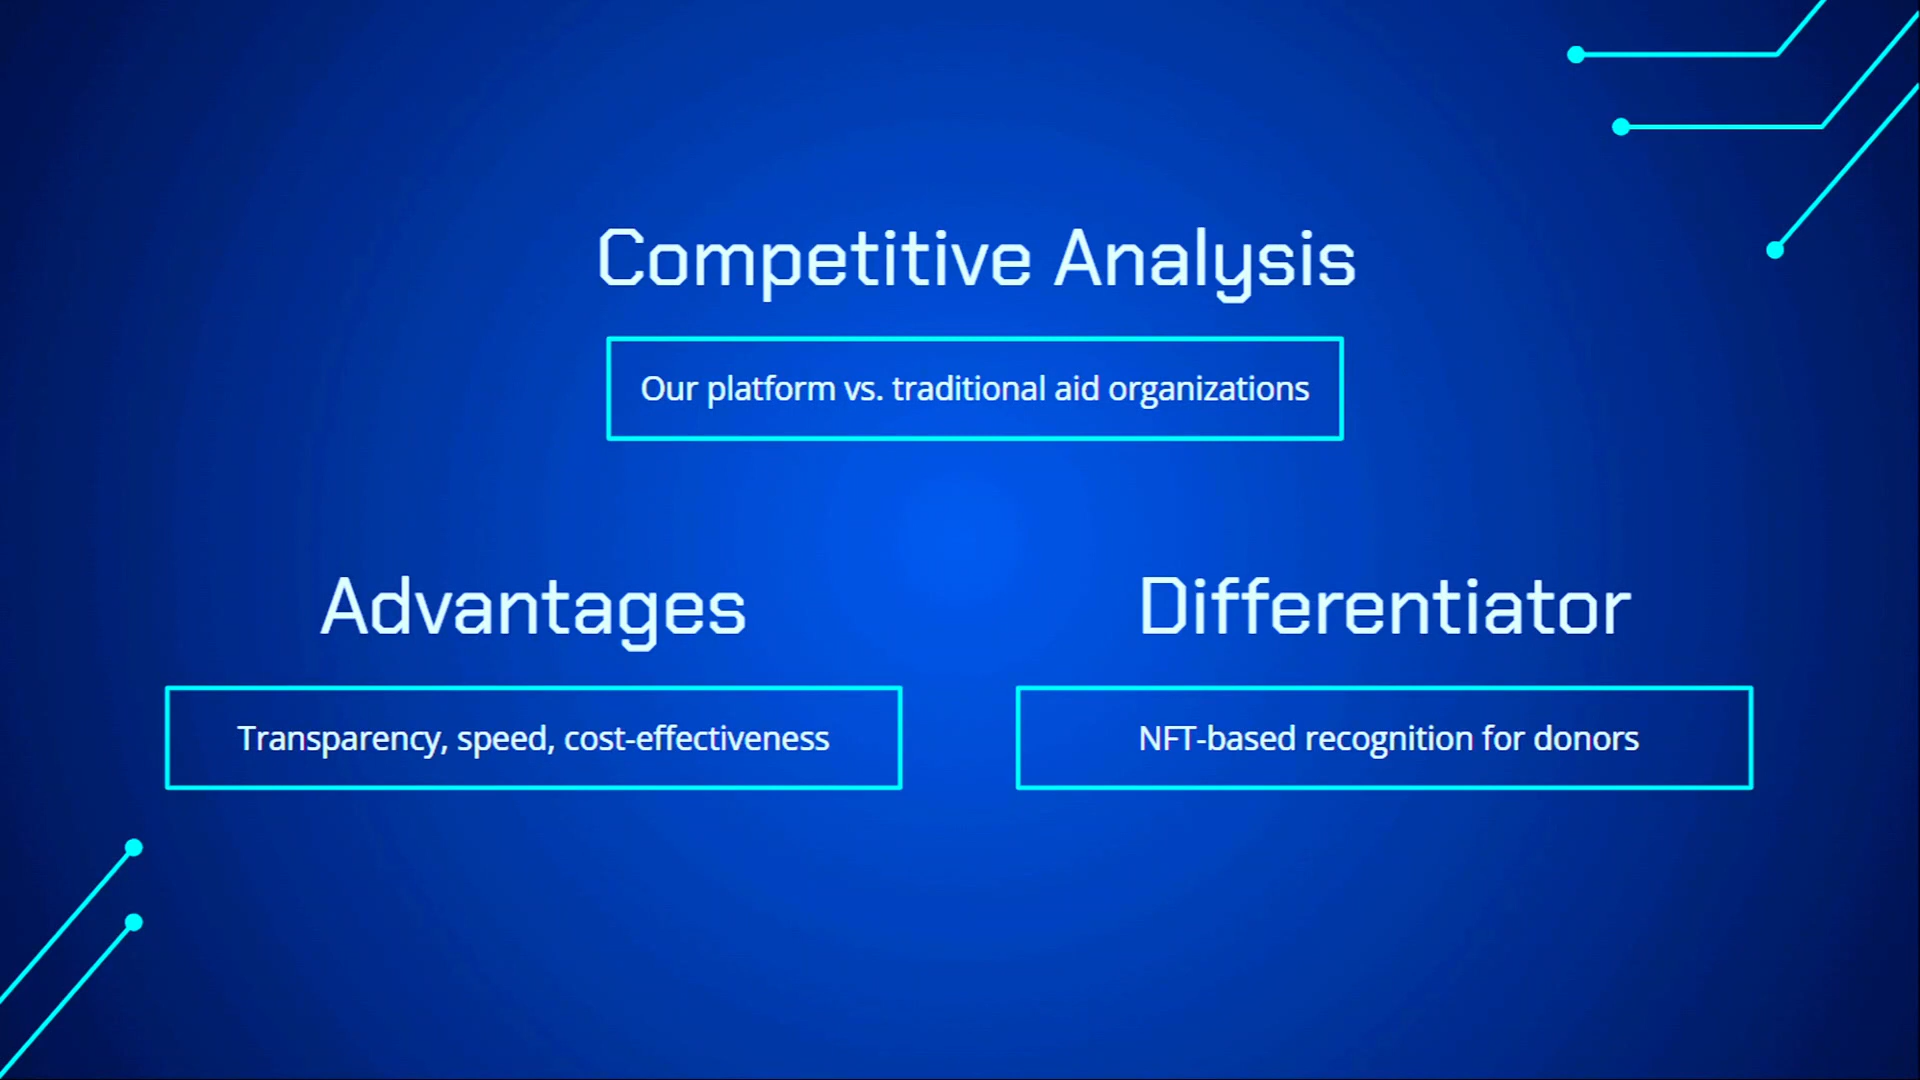 Competitive Analysis
Our platform vs. traditional aid organizations
Advantages
Transparency, speed, cost-effectiveness
Differentiator
NFT-based recognition for donors